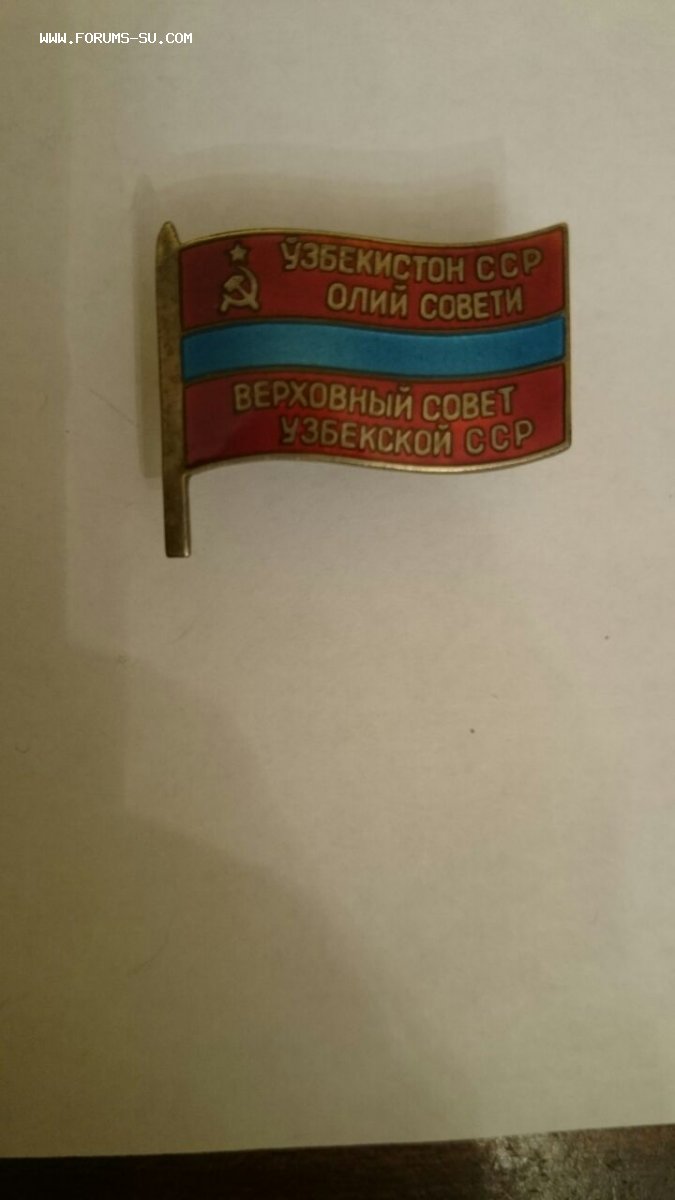 WWW.FORUMS-SU.COM
ЎЗБЕКИСТОН ССР
ОЛИЙ СОВЕТИ
ВЕРХОВНЫЙ СОВЕТ
УЗБЕКСКОЙ ССР